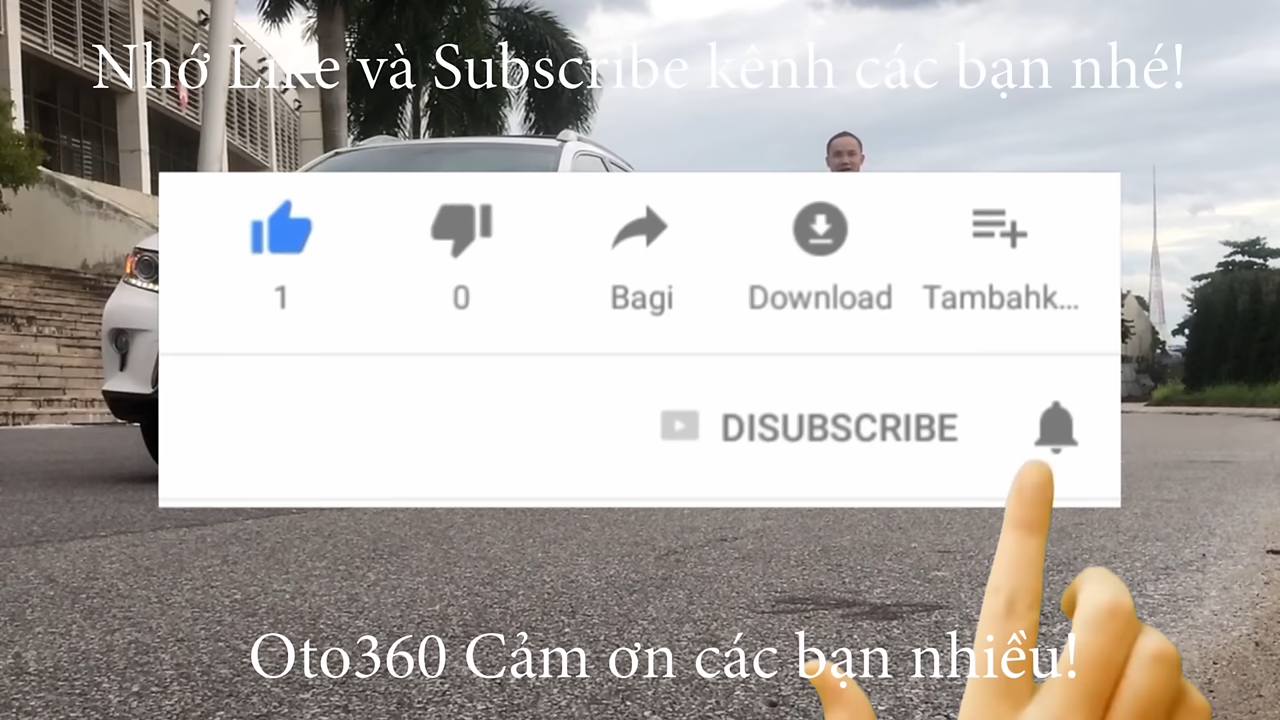 Nhớ Like và Subscribe kênh các bạn nhé!
1 0 Bagi Download Tambahk...
DISUBSCRIBE
Oto360 Cảm ơn các bạn nhiều!